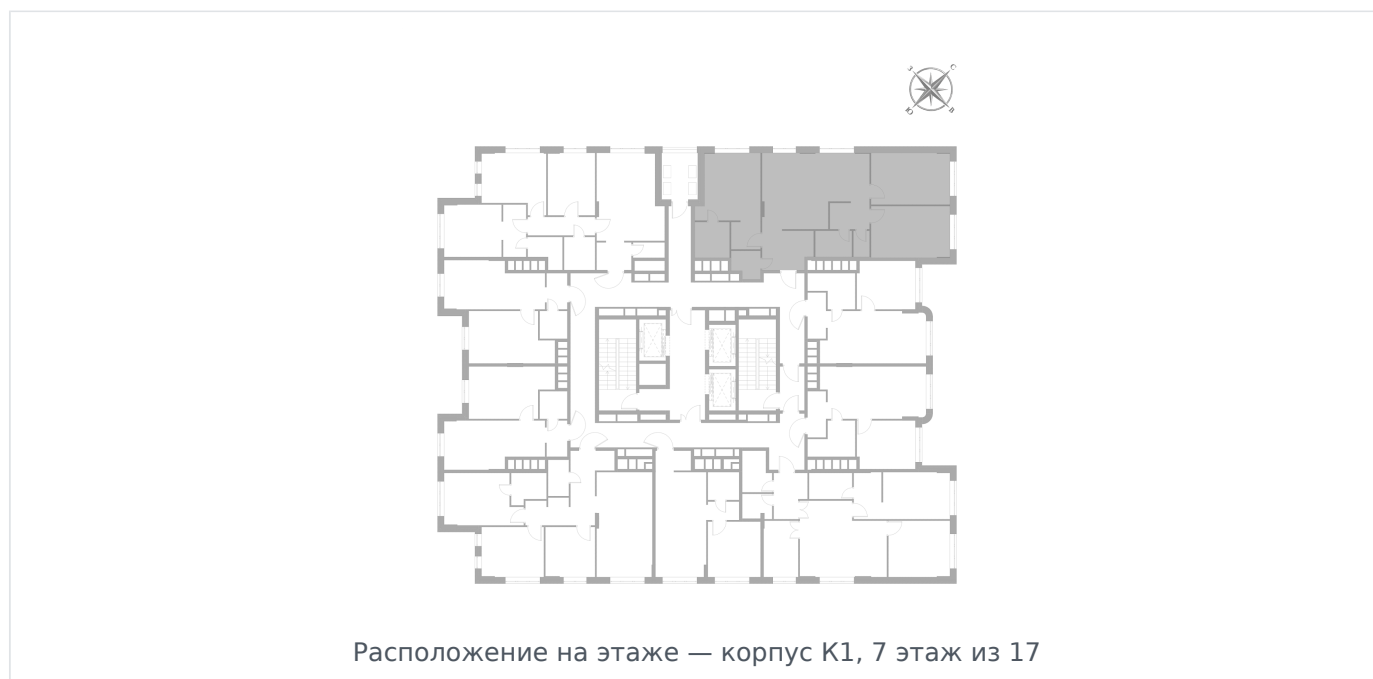 З С
Ю В
Расположение на этаже — корпус К1, 7 этаж из 17